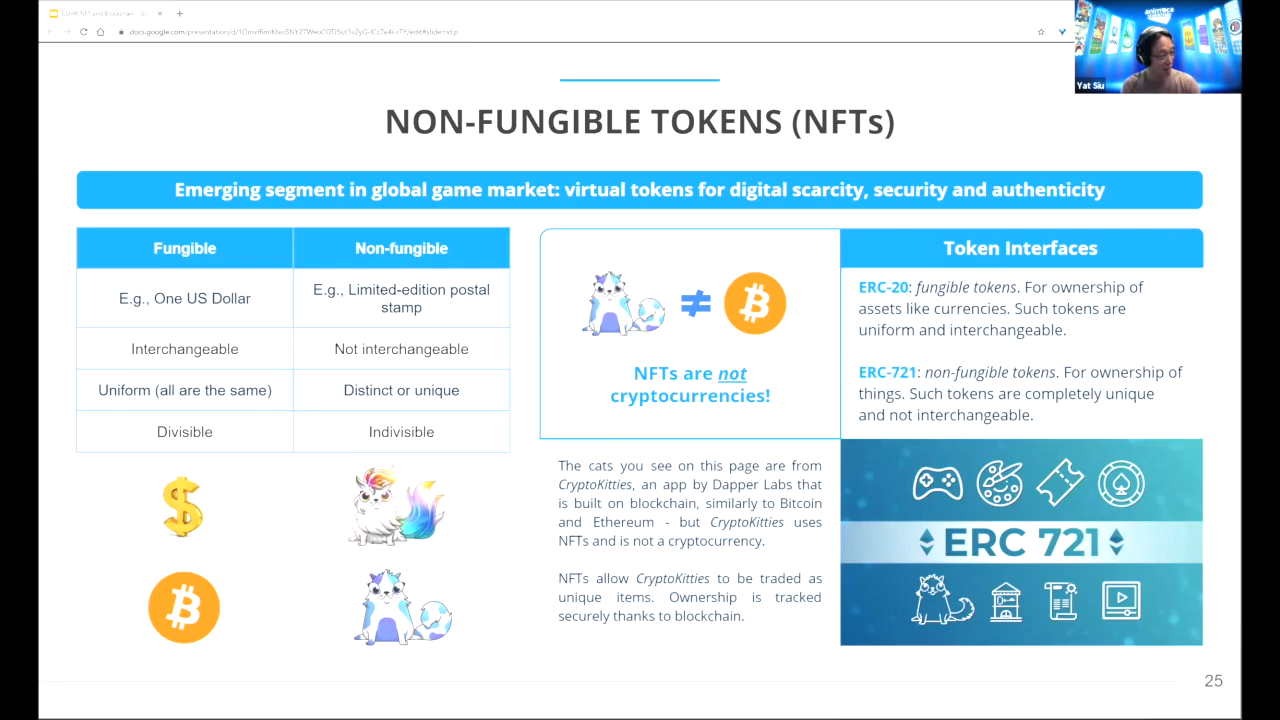 docs.google.com/presentation/d/
animoca
Yat Siu
NON-FUNGIBLE TOKENS (NFTs)
Emerging segment in global game market: virtual tokens for digital scarcity, security and authenticity
Fungible
Non-fungible
E.g., One US Dollar
E.g., Limited-edition postal
stamp
Interchangeable
Not interchangeable
Uniform (all are the same)
Distinct or unique
Divisible
Indivisible
≠
NFTs are not
cryptocurrencies!
The cats you see on this page are from
CryptoKitties, an app by Dapper Labs that
is built on blockchain, similarly to Bitcoin
and Ethereum - but CryptoKitties uses
NFTs and is not a cryptocurrency.
NFTs allow CryptoKitties to be traded as
unique items. Ownership is tracked
securely thanks to blockchain.
Token Interfaces
ERC-20: fungible tokens. For ownership of
assets like currencies. Such tokens are
uniform and interchangeable.
ERC-721: non-fungible tokens. For ownership of
things. Such tokens are completely unique
and not interchangeable.
ERC 721
25